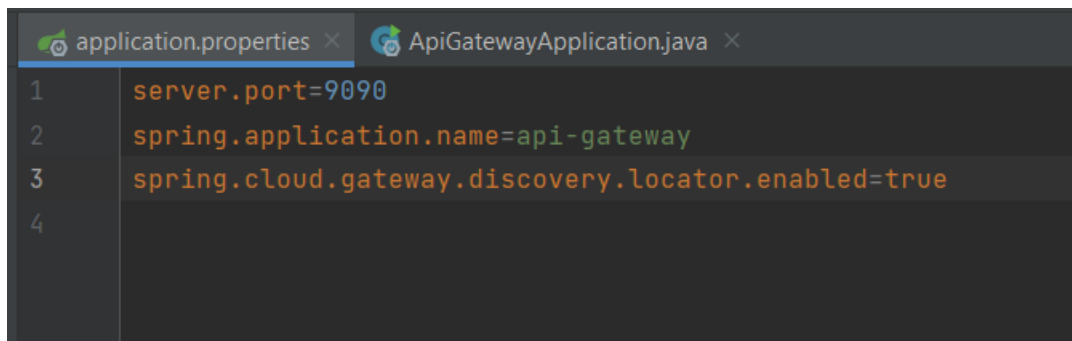 application.properties × ApiGatewayApplication.java ×
1 server.port=9090
2 spring.application.name=api-gateway
3 spring.cloud.gateway.discovery.locator.enabled=true
4